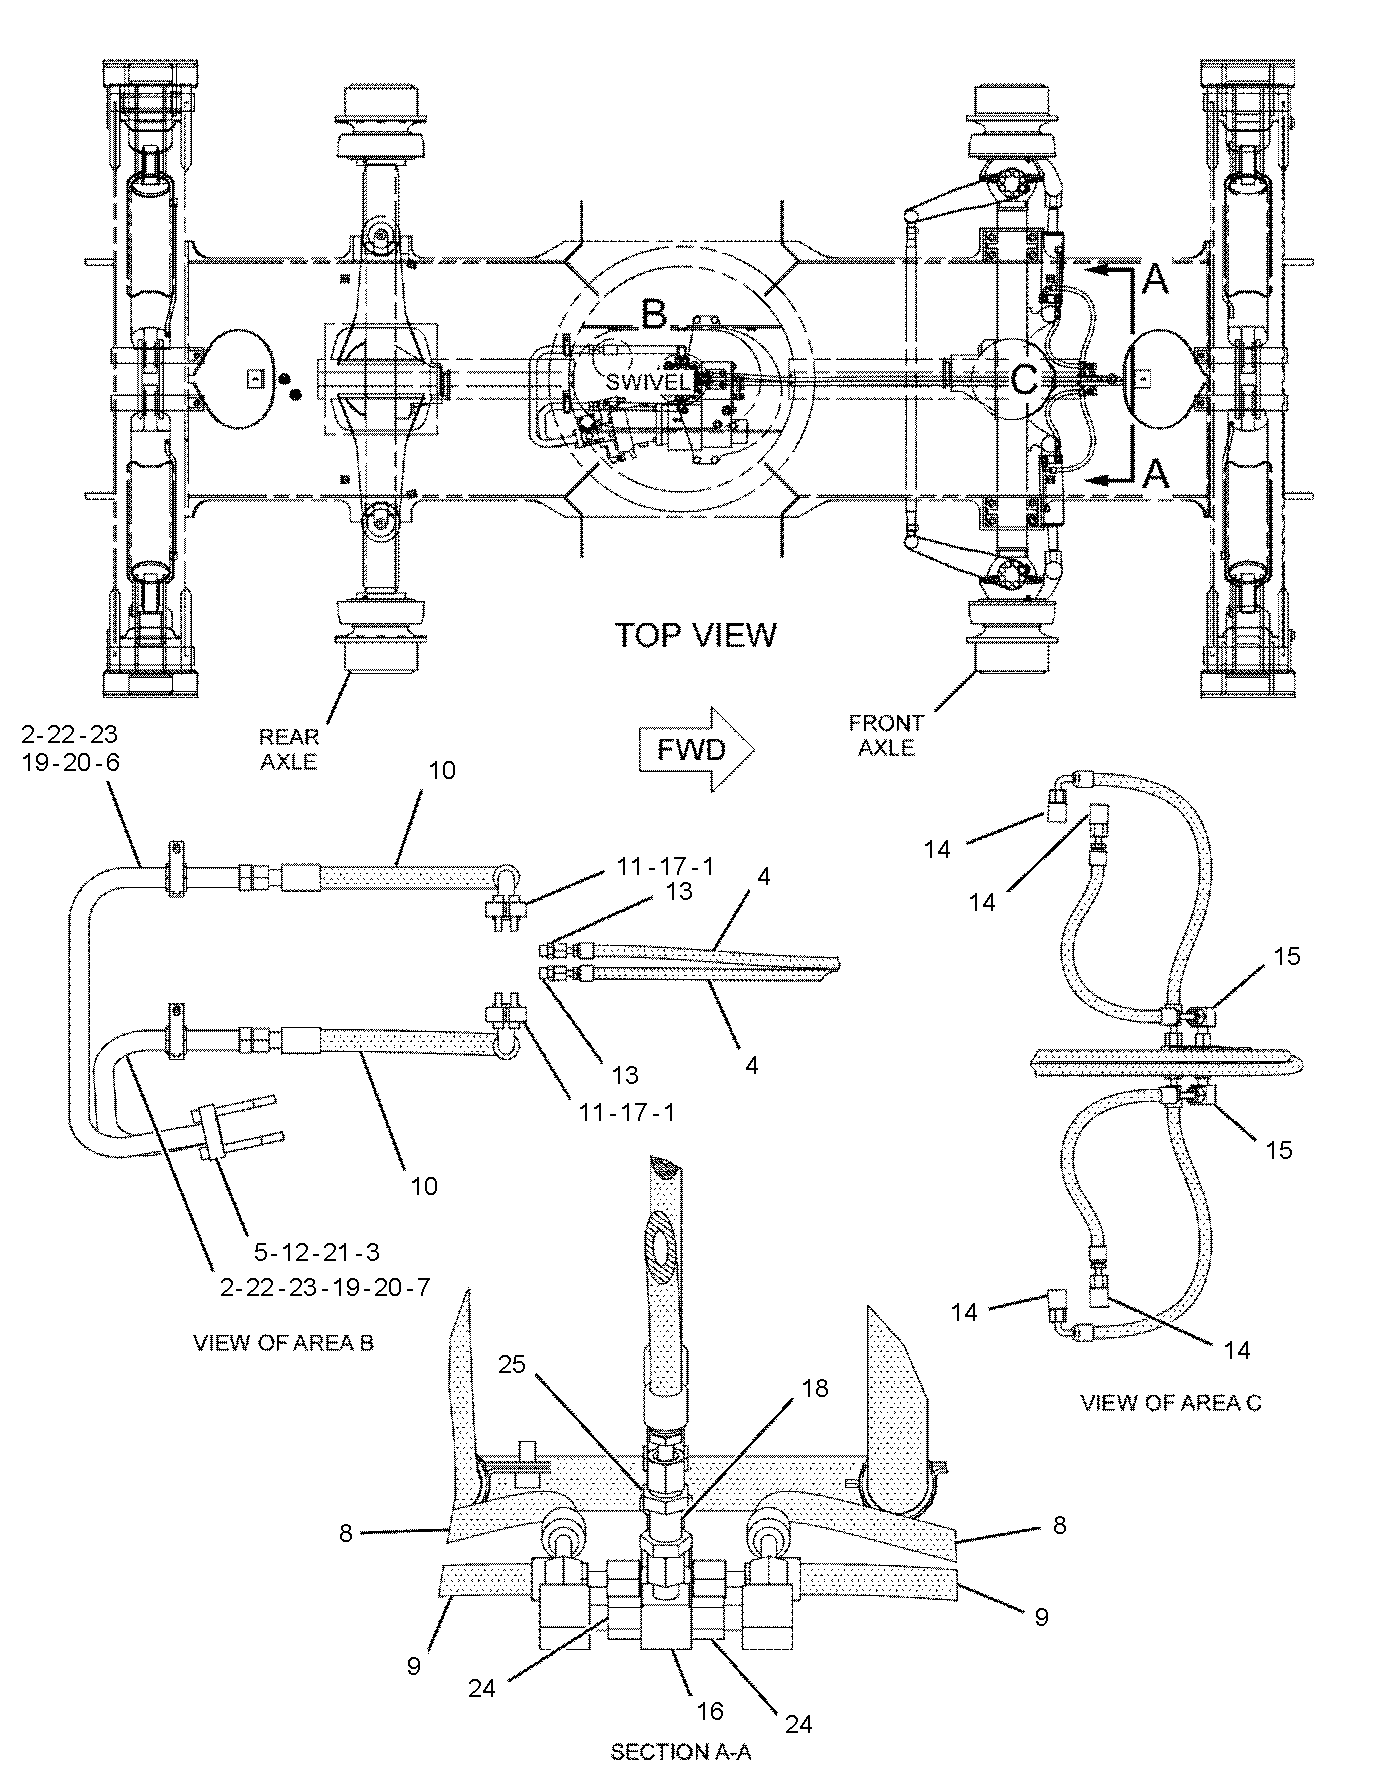 A
B
SWIVEL
C
A
TOP VIEW
REAR
AXLE
FWD
FRONT
AXLE
2-22-23
19-20-6
10
11-17-1
13
4
4
13
11-17-1
10
5-12-21-3
2-22-23-19-20-7
VIEW OF AREA B
14
14
15
15
14
14
VIEW OF AREA C
25
18
8
8
9
9
24
16
24
SECTION A-A